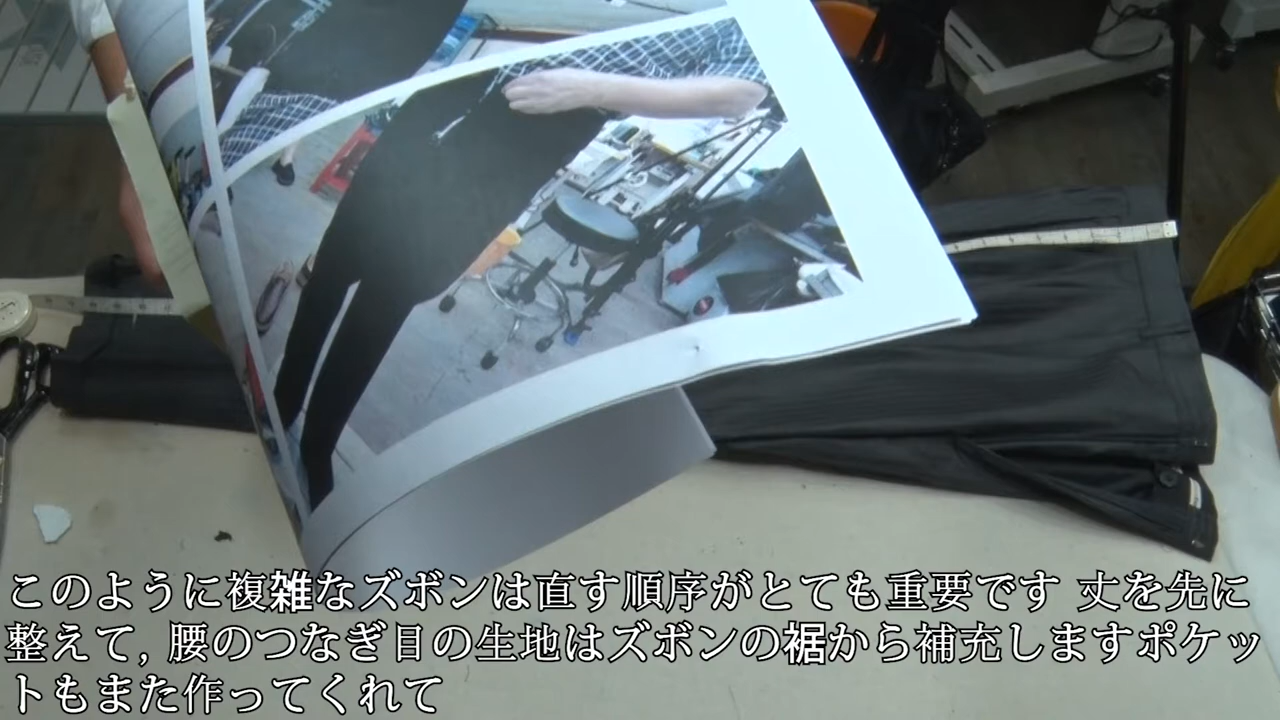 このように複雑なズボンは直す順序がとても重要です 丈を先に
整えて, 腰のつなぎ目の生地はズボンの裾から補充しますポケッ
トもまた作ってくれて